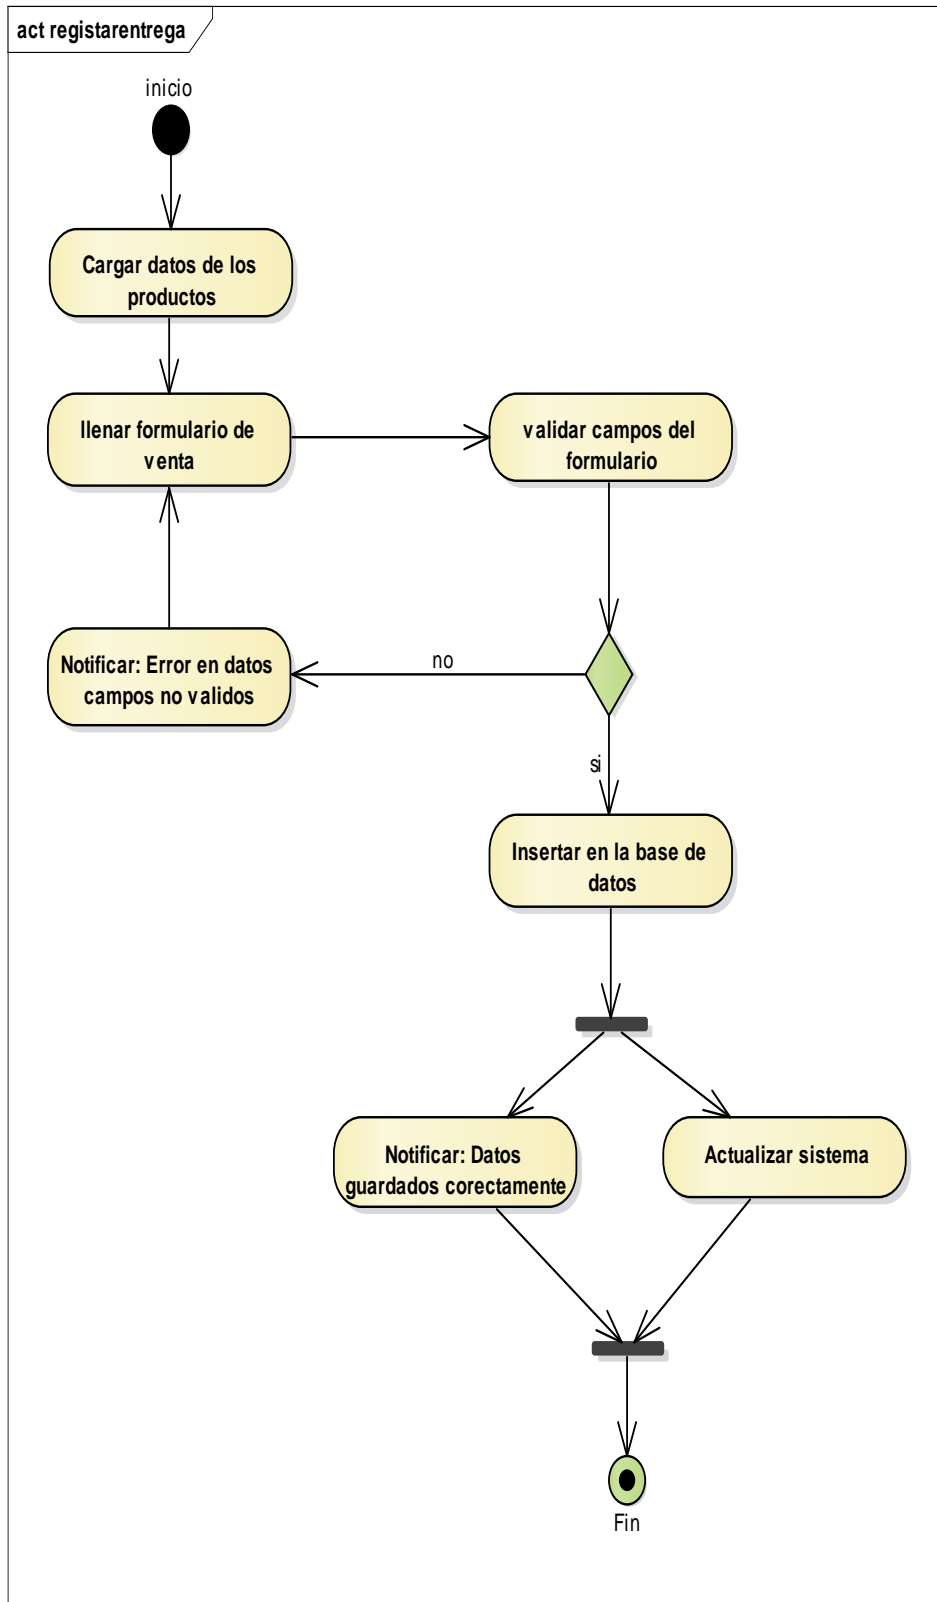 act registarentrega
inicio
Cargar datos de los
productos
llenar formulario de
venta
validar campos del
formulario
Notificar: Error en datos
campos no validos
no
si
Insertar en la base de
datos
Notificar: Datos
guardados corectamente
Actualizar sistema
Fin